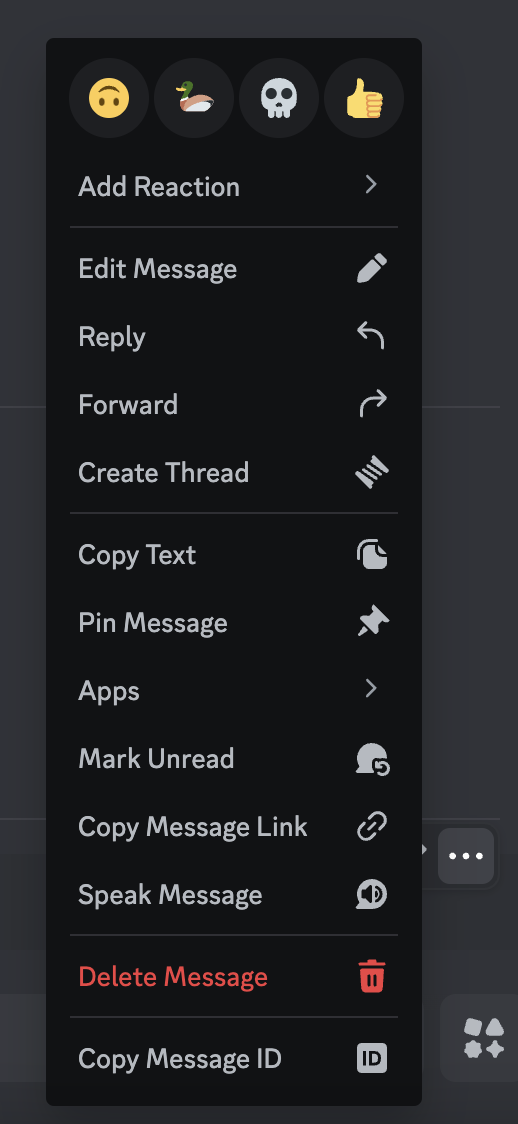 Add Reaction
Edit Message
Reply
Forward
Create Thread
Copy Text
Pin Message
Apps
Mark Unread
Copy Message Link
Speak Message
Delete Message
Copy Message ID
ID